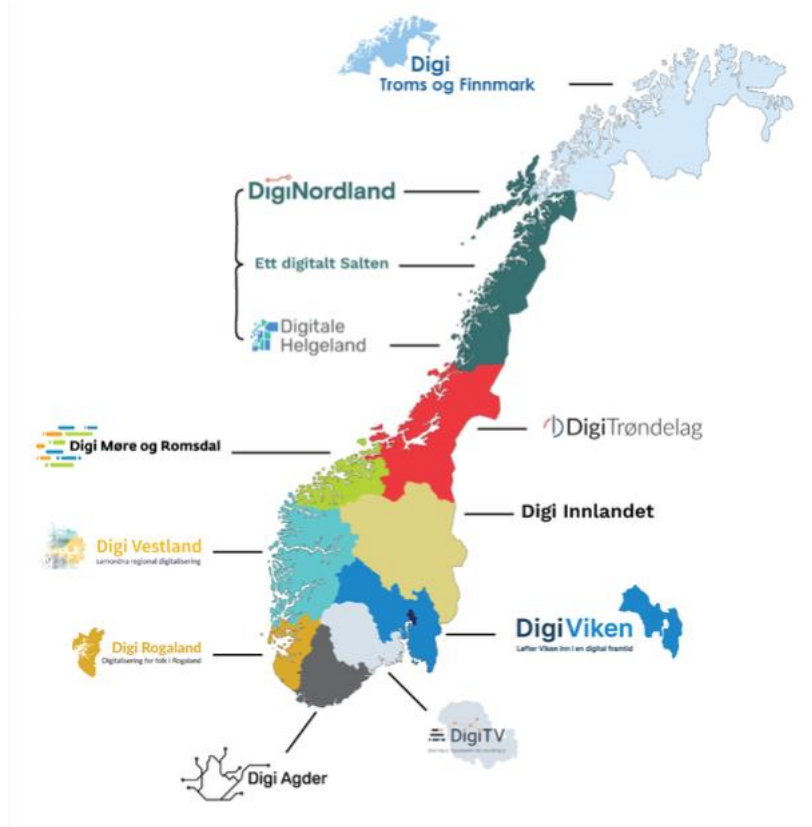 Digi
Troms og Finnmark
DigiNordland
Ett digitalt Salten
Digitale
Helgeland
DigiTrøndelag
Digi Møre og Romsdal
Digi Innlandet
Digi Vestland
samordna regional digitalisering
DigiViken
Løfter Viken inn i en digital framtid
Digi Rogaland
Digitalisering for folk i Rogaland
DigiTV
Digi Agder